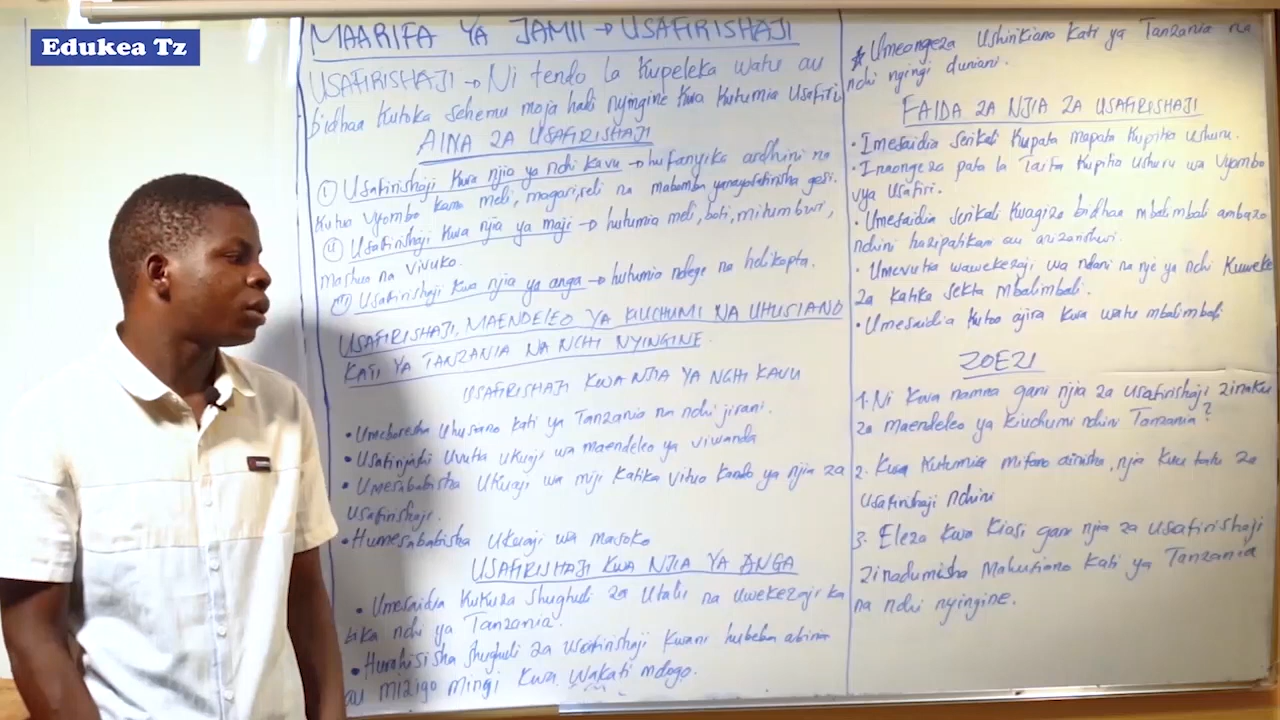 Edukea Tz
MAARIFA YA JAMII → USAFIRISHAJI
USAFIRISHAJI → Ni tendo la Kupeleka watu au
bidhaa Kutoka Sehemu moja hadi nyingine Kwa Kutumia Usafiri
AINA ZA USAFIRISHAJI
① Usafirishaji Kwa njia ya nchi kavu → hufanyika ardhini na
Kutua Vyombo kama meli, magari, reli na mabomba yanayosafirisha gesi.
② Usafirishaji Kwa njia ya maji → hutumia meli, boti, mitumbwi,
Mashua na vivuko.
Usafirishaji Kwa njia ya anga → hutumia ndege na helikopta.
USAFIRISHAJI, MAENDELEO YA KIUCHUMI NA UHUSIANO
KATI YA TANZANIA NA NCHI NYINGINE.
USAFIRISHAJI KWA NJIA YA NCHI KAVU
• Umeboresha Uhusiano Kati ya Tanzania na nchi jirani.
• Usafirishaji Uvutia Ukuaji wa maendeleo ya viwanda
• Umesababisha Ukuaji wa miji Katika Vituo Kando ya njia za
Usafirishaji.
• Humesababisha Ukuaji wa masoko
USAFIRISHAJI KWA NJIA YA ANGA
• Umesaidia Kukuza Shughuli za Utalii na Uwekezaji ka
tika nchi ya Tanzania.
• Hurahisisha Shughuli za Usafirishaji Kwani hubeba abiria
au mizigo mingi Kwa Wakati mdogo.
* Umeongeza Ushirikiano Kati ya Tanzania na
nchi nyingi duniani.
FAIDA ZA NJIA ZA USAFIRISHAJI
• Imesaidia Serikali Kupata mapata Kupitia Ushuru.
• Inaongeza pata la Taifa Kupitia Ushuru wa Vyombo
vya Usafiri.
• Umesaidia Serikali Kuagiza bidhaa mbalimbali ambazo
nchini hazipatikani au
• Umevutia wawekezaji wa ndani na nje ya nchi Kuweke
za katika sekta mbalimbali.
• Umesaidia Kutoa ajira Kwa watu mbalimbali
ZOEZI
1. Ni Kwa namna gani njia za Usafirishaji Zinaku
za maendeleo ya Kiuchumi nchini Tanzania?
2. Kwa Kutumia mifano njia Kuu tatu za
Usafirishaji nchini
3. Eleza Kwa Kiasi gani njia za Usafirishaji
Zinadumisha Mahusiano Kati ya Tanzania
na nchi nyingine.